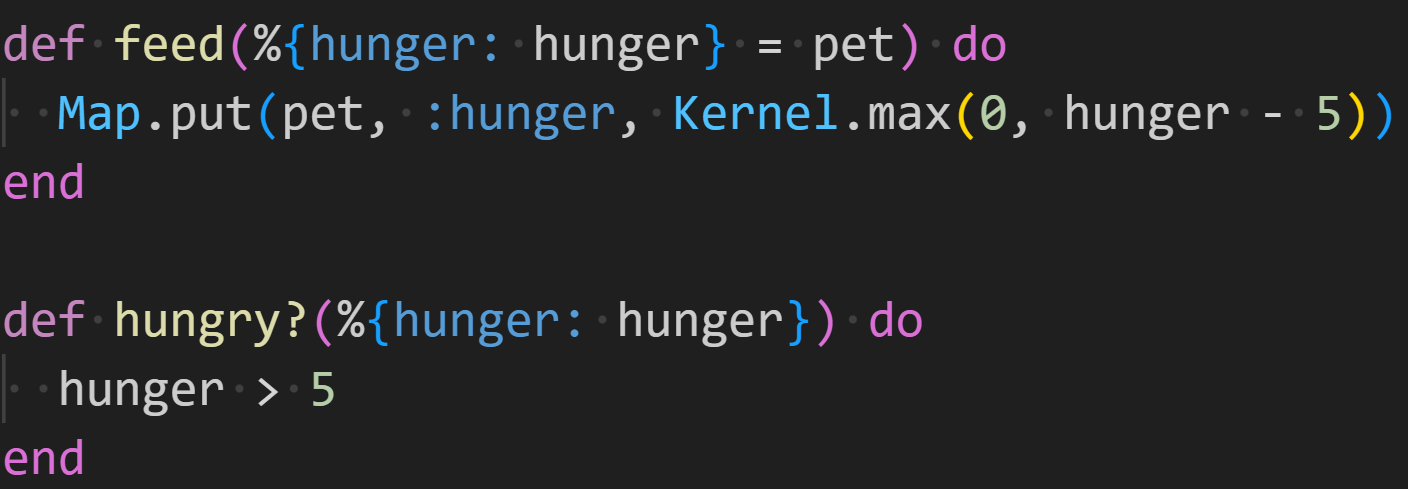 def feed(%{hunger: hunger} = pet) do
  Map.put(pet, :hunger, Kernel.max(0, hunger - 5))
end

def hungry?(%{hunger: hunger}) do
  hunger > 5
end